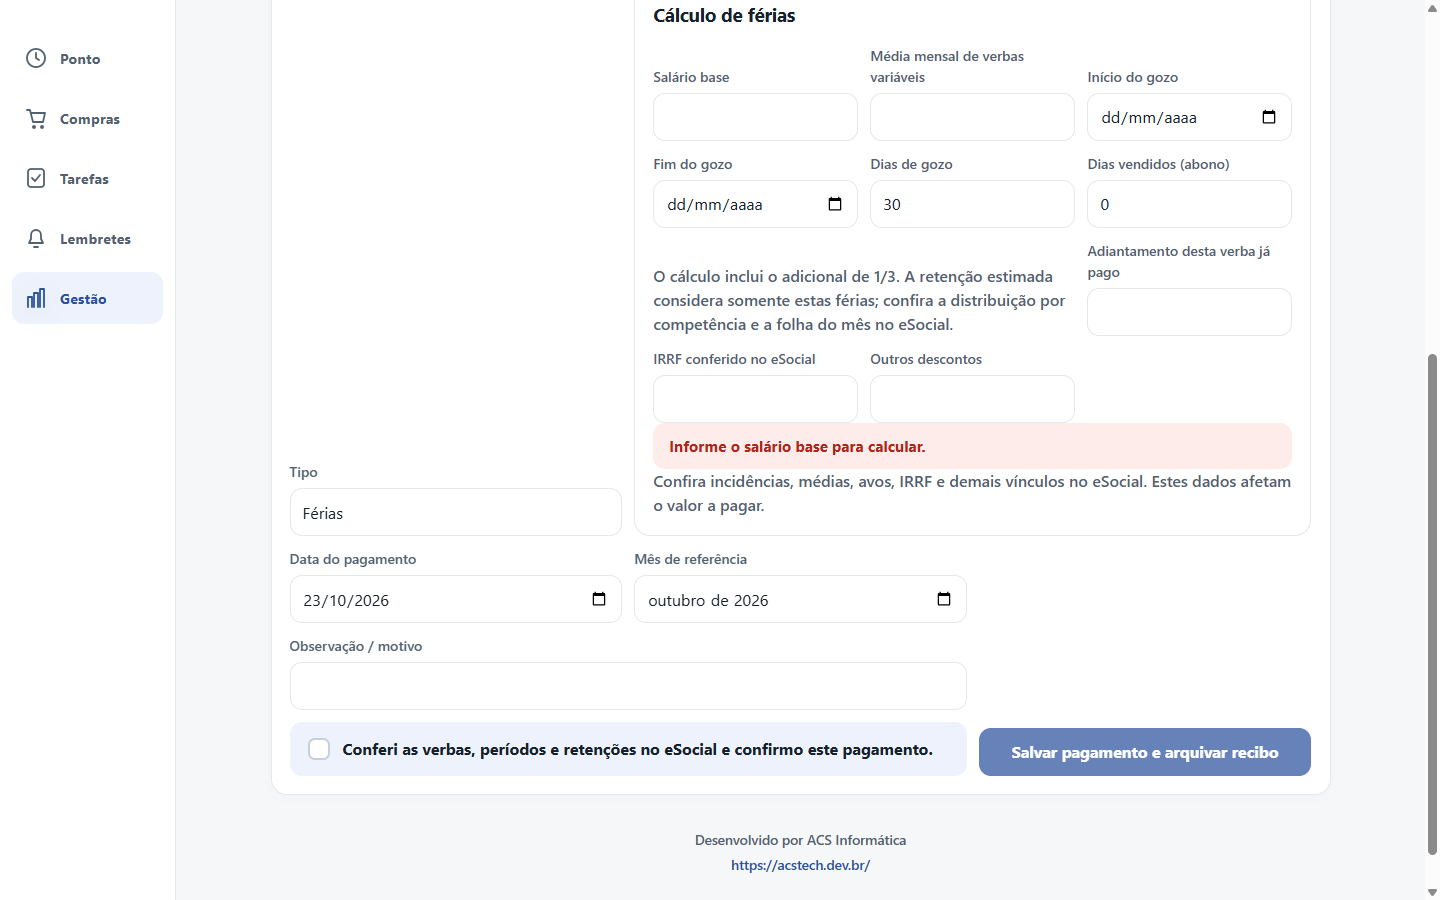 Ponto
Compras
Tarefas
Lembretes
Gestão
Cálculo de férias
Salário base
Média mensal de verbas
variáveis
Início do gozo
dd/mm/aaaa
Fim do gozo
Dias de gozo
Dias vendidos (abono)
dd/mm/aaaa
30
0
O cálculo inclui o adicional de 1/3. A retenção estimada
considera somente estas férias; confira a distribuição por
competência e a folha do mês no eSocial.
Adiantamento desta verba já
pago
IRRF conferido no eSocial
Outros descontos
Informe o salário base para calcular.
Confira incidências, médias, avos, IRRF e demais vínculos no eSocial. Estes dados afetam
o valor a pagar.
Tipo
Férias
Data do pagamento
Mês de referência
23/10/2026
outubro de 2026
Observação / motivo
Conferi as verbas, períodos e retenções no eSocial e confirmo este pagamento.
Salvar pagamento e arquivar recibo
Desenvolvido por ACS Informática
https://acstech.dev.br/